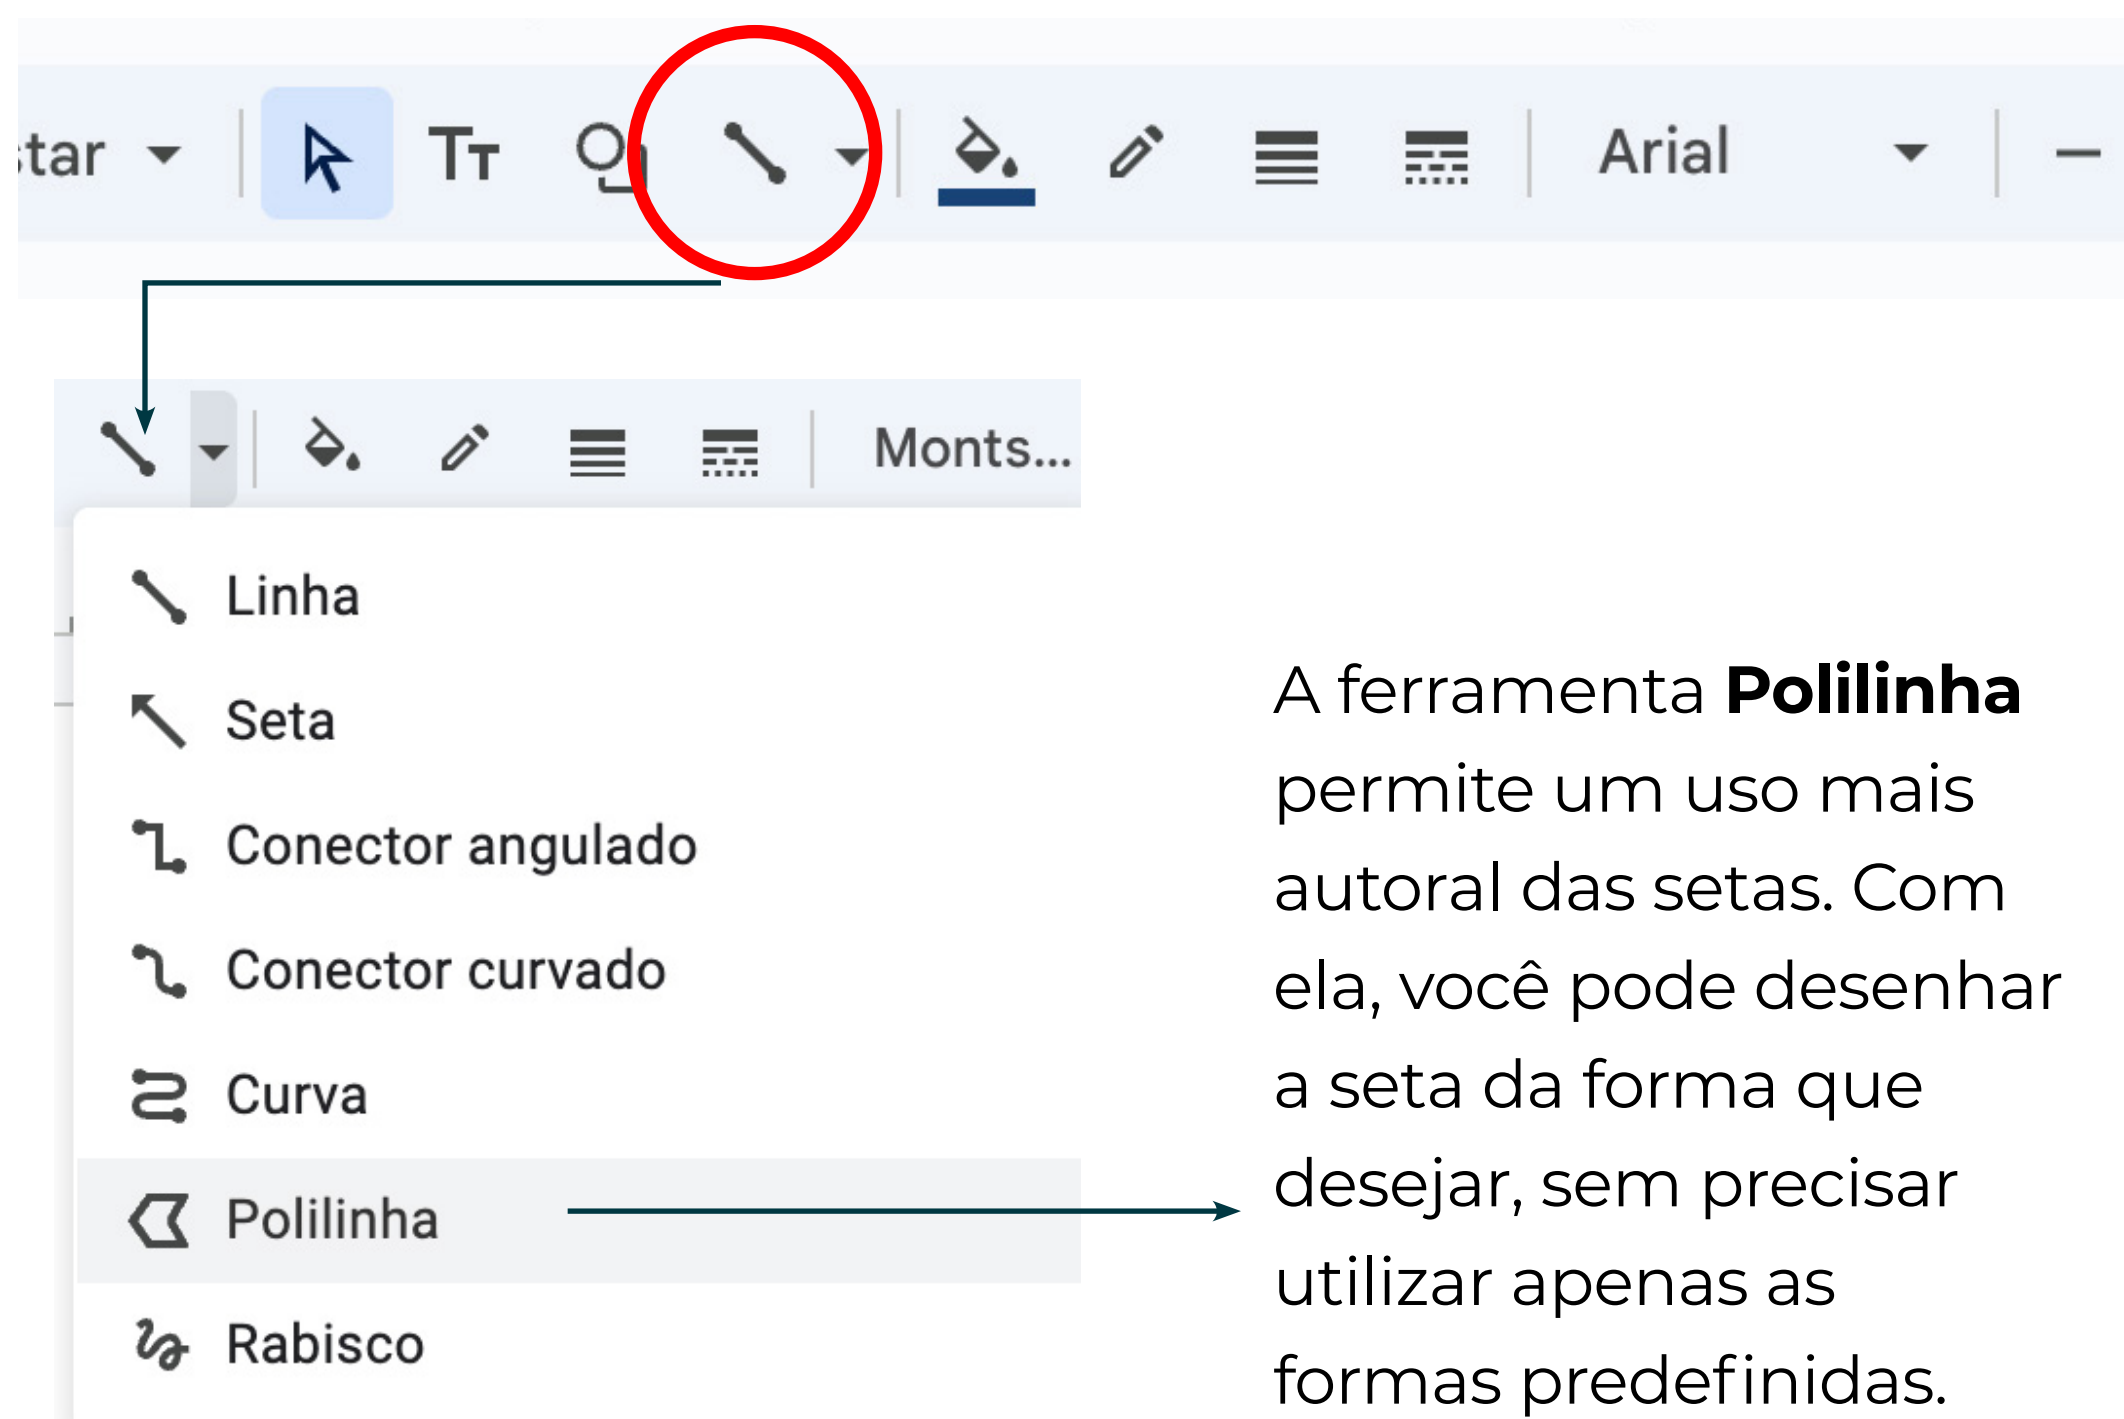 tar
Tт
Arial
Monts...
Linha
Seta
Conector angulado
Conector curvado
Curva
Polilinha
Rabisco
A ferramenta Polilinha
permite um uso mais
autoral das setas. Com
ela, você pode desenhar
a seta da forma que
desejar, sem precisar
utilizar apenas as
formas predefinidas.